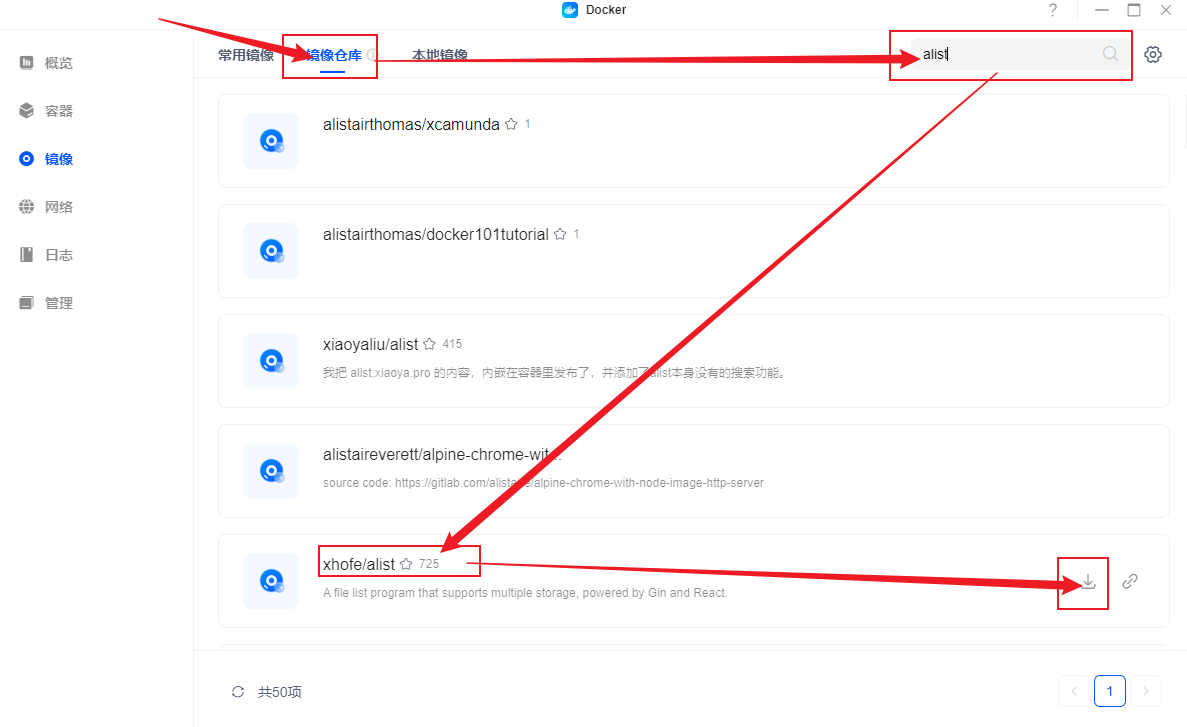 Docker
?
概览
容器
镜像
网络
日志
管理
常用镜像
镜像仓库
本地镜像
alist
alistairthomas/xcamunda 1
alistairthomas/docker101tutorial 1
xiaoyaliu/alist 415
我把 alist.xiaoya.pro 的内容，内嵌在容器里发布了，并添加了alist本身没有的搜索功能。
alistaireverett/alpine-chrome-wit...
source code: https://gitlab.com/alistaire/alpine-chrome-with-node-image-http-server
xhofe/alist 725
A file list program that supports multiple storage, powered by Gin and React.
共50项
1